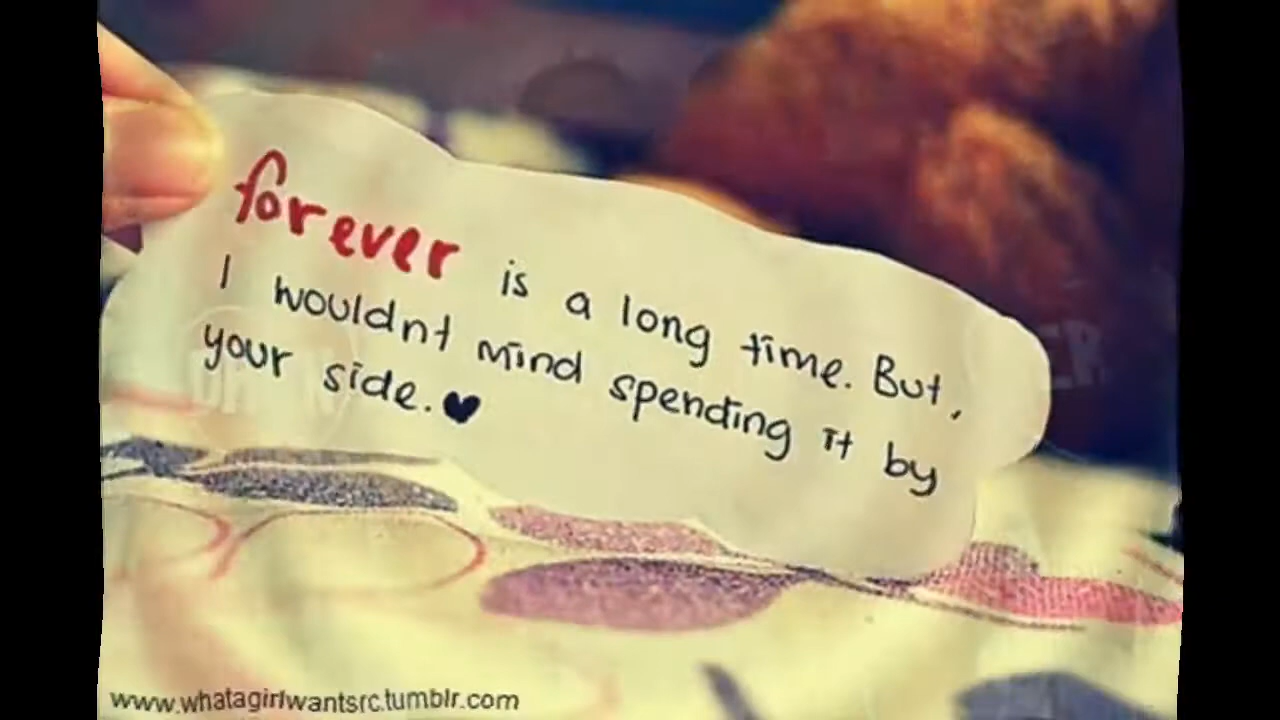 forever is a long time. But,
I wouldnt mind spending it by
your side. ♥
www.whatagirlwantsrc.tumblr.com